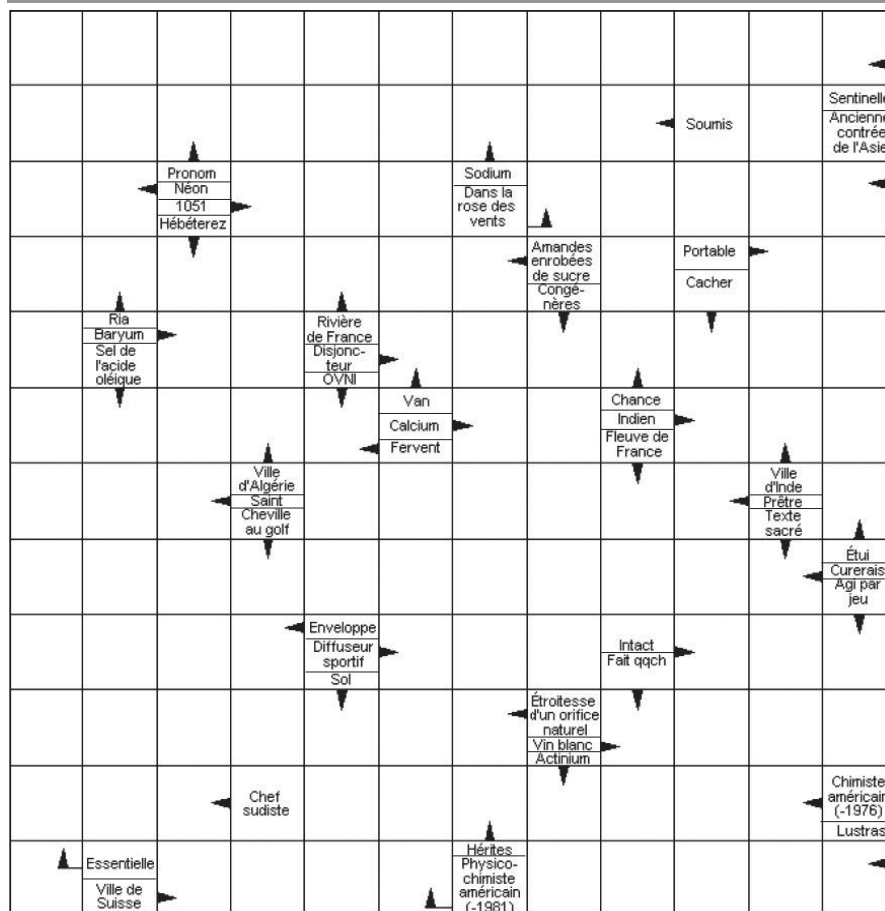 Soumis
Sentinelle
Ancienne
contrée
de l'Asie
Pronom
Néon
1051
Hébéterez
Sodium
Dans la
rose des
vents
Amandes
enrobées
de sucre
Congé-
nères
Portable
Cacher
Ria
Baryum
Sel de
l'acide
oléique
Rivière
de France
Disjonc-
teur
OVNI
Van
Calcium
Fervent
Chance
Indien
Fleuve de
France
Ville
d'Algérie
Saint
Cheville
au golf
Ville
d'Inde
Prêtre
Texte
sacré
Étui
Curerais
Agi par
jeu
Enveloppe
Diffuseur
sportif
Sol
Intact
Fait qqch
Étroitesse
d'un orifice
naturel
Vin blanc
Actinium
Chef
sudiste
Chimiste
américain
(-1976)
Lustras
Essentielle
Ville de
Suisse
Hérites
Physico-
chimiste
américain
(-1981)